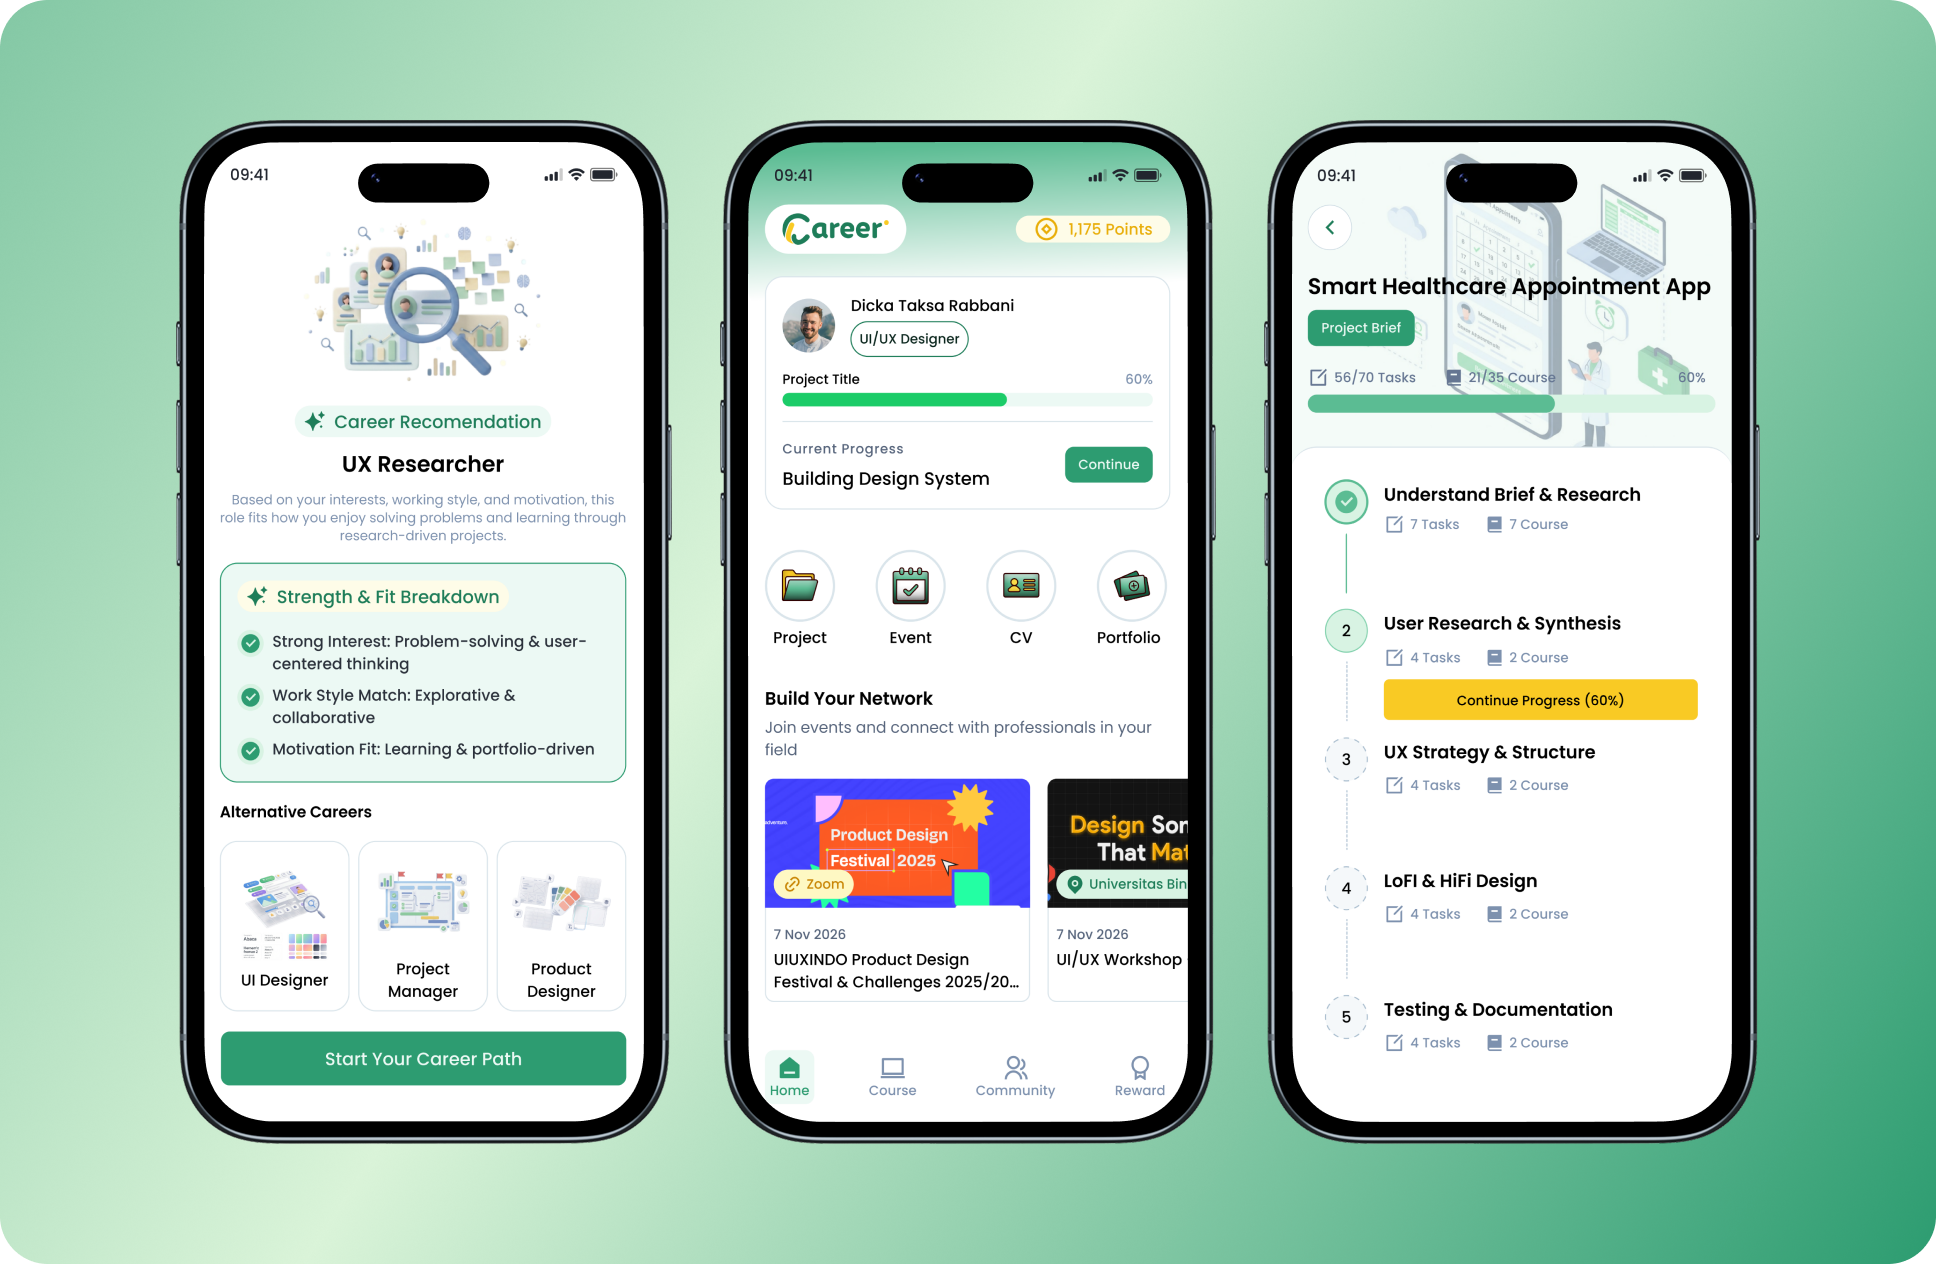 09:41
Career Recomendation
UX Researcher
Based on your interests, working style, and motivation, this
role fits how you enjoy solving problems and learning through
research-driven projects.
Strength & Fit Breakdown
Strong Interest: Problem-solving & user-
centered thinking
Work Style Match: Explorative &
collaborative
Motivation Fit: Learning & portfolio-driven
Alternative Careers
UI Designer
Project
Manager
Product
Designer
Start Your Career Path
09:41
Career
1,175 Points
Dicka Taksa Rabbani
UI/UX Designer
Project Title
60%
Current Progress
Building Design System
Continue
Project
Event
CV
Portfolio
Build Your Network
Join events and connect with professionals in your
field
Product Design
Festival 2025
Zoom
7 Nov 2026
UIUXINDO Product Design
Festival & Challenges 2025/20...
Design Som
That Mat
Universitas Bin
7 Nov 2026
UI/UX Workshop
Home
Course
Community
Reward
09:41
Smart Healthcare Appointment App
Project Brief
56/70 Tasks
21/35 Course
60%
Understand Brief & Research
7 Tasks
7 Course
2
User Research & Synthesis
4 Tasks
2 Course
Continue Progress (60%)
3
UX Strategy & Structure
4 Tasks
2 Course
4
LoFI & HiFi Design
4 Tasks
2 Course
5
Testing & Documentation
4 Tasks
2 Course